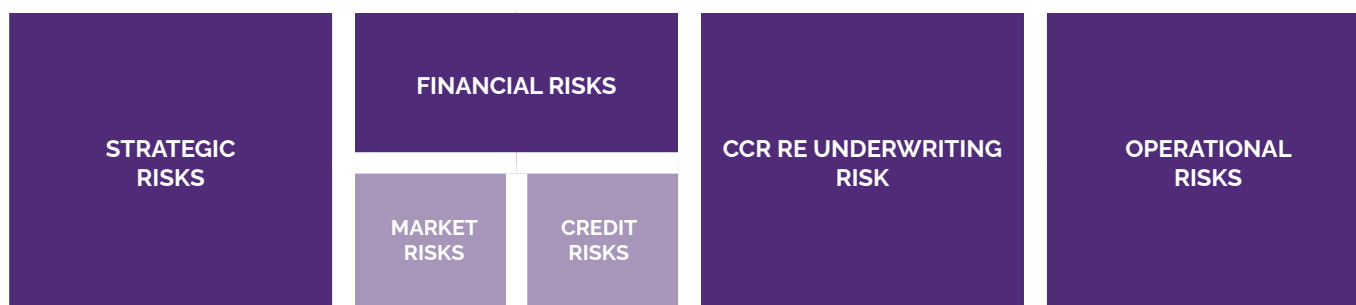 STRATEGIC
RISKS
FINANCIAL RISKS
MARKET
RISKS
CREDIT
RISKS
CCR RE UNDERWRITING
RISK
OPERATIONAL
RISKS